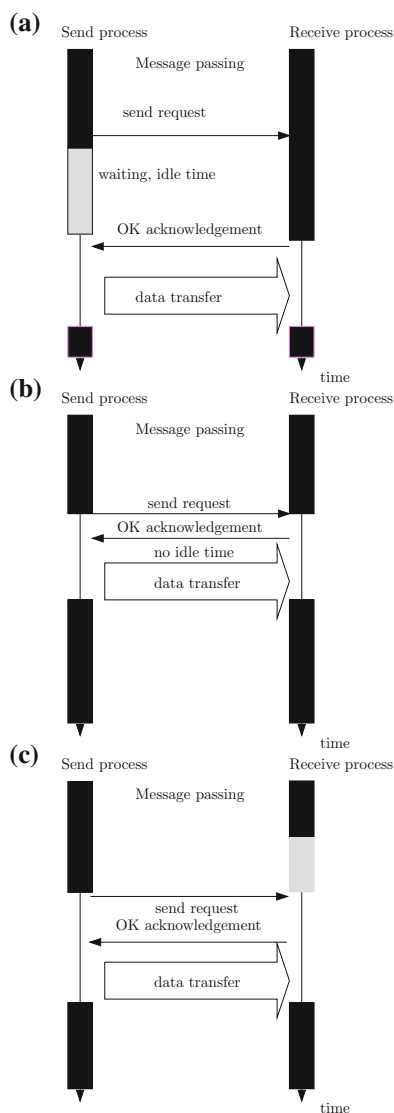 (a)
Send process
Receive process
Message passing
send request
waiting, idle time
OK acknowledgement
data transfer
time
(b)
Send process
Receive process
Message passing
send request
OK acknowledgement
no idle time
data transfer
time
(c)
Send process
Receive process
Message passing
send request
OK acknowledgement
data transfer
time